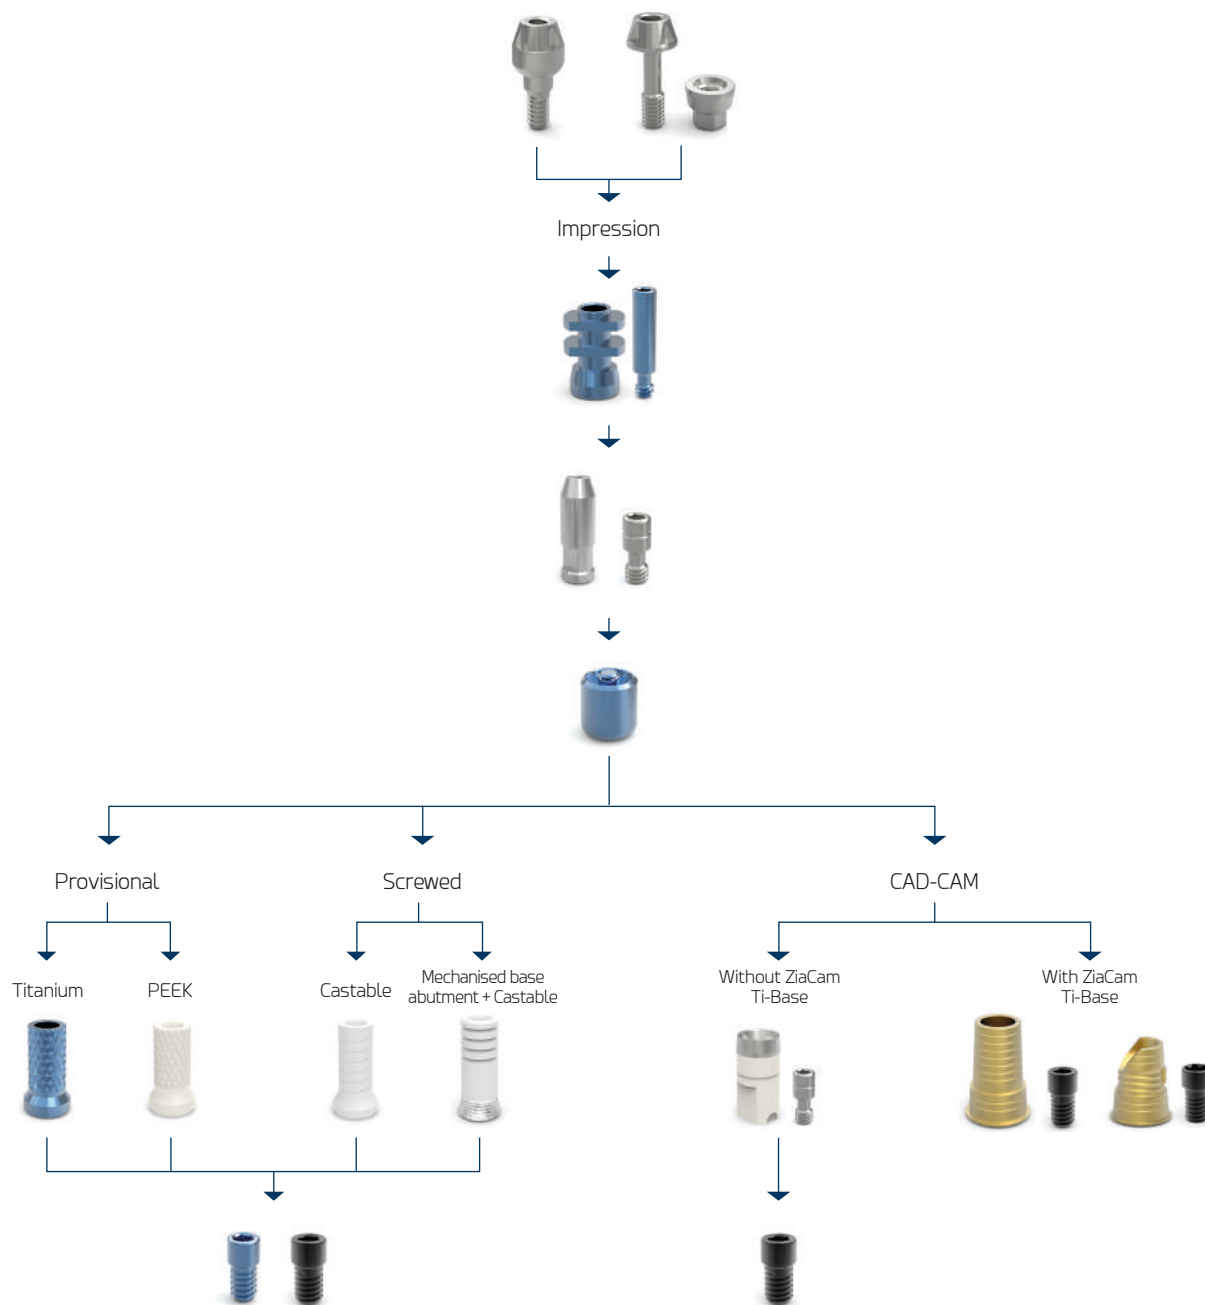 Impression
Provisional
Screwed
CAD-CAM
Titanium
PEEK
Castable
Mechanised base
abutment + Castable
Without ZiaCam
Ti-Base
With ZiaCam
Ti-Base